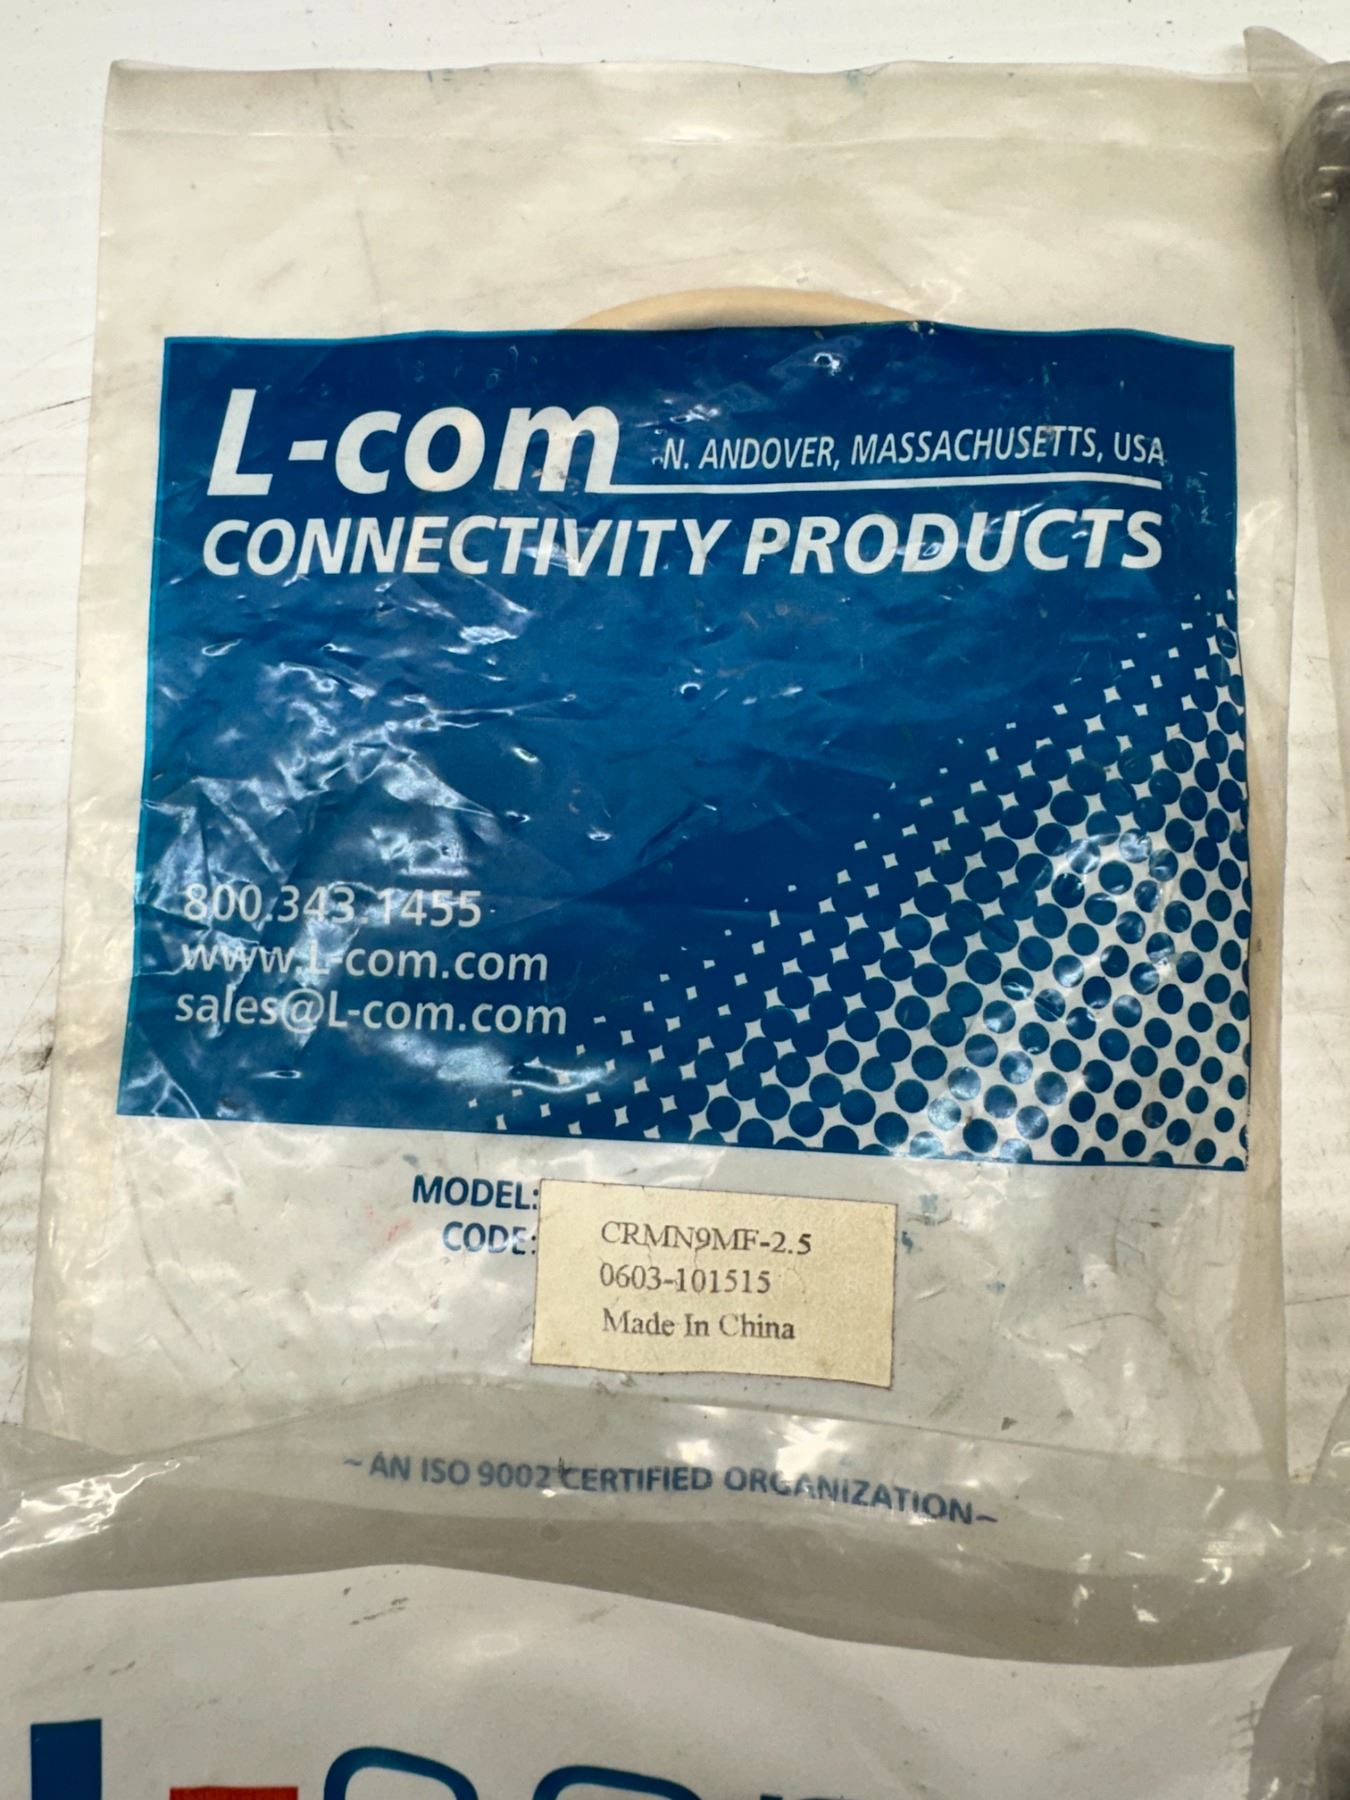 L-com N. ANDOVER, MASSACHUSETTS, USA
CONNECTIVITY PRODUCTS
800.343.1455
www.L-com.com
sales@L-com.com
MODEL: CRMN9MF-2.5
CODE: 0603-101515
Made In China
~AN ISO 9002 CERTIFIED ORGANIZATION~